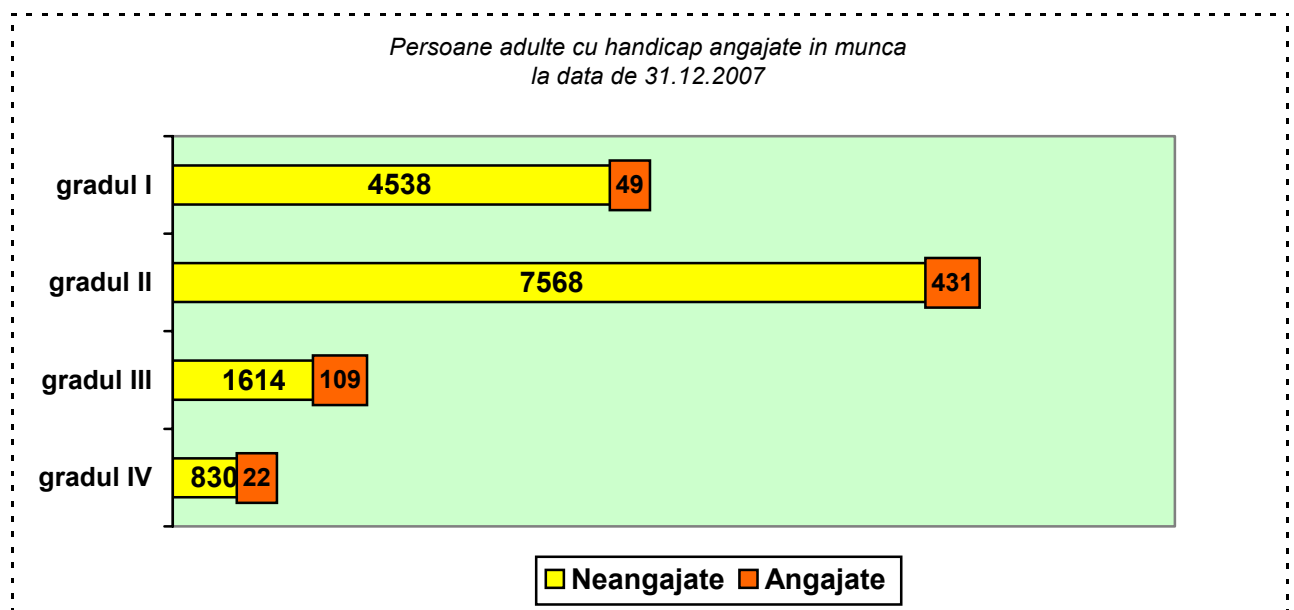 Persoane adulte cu handicap angajate in munca
la data de 31.12.2007
gradul I 4538 49
gradul II 7568 431
gradul III 1614 109
gradul IV 830 22
Neangajate Angajate